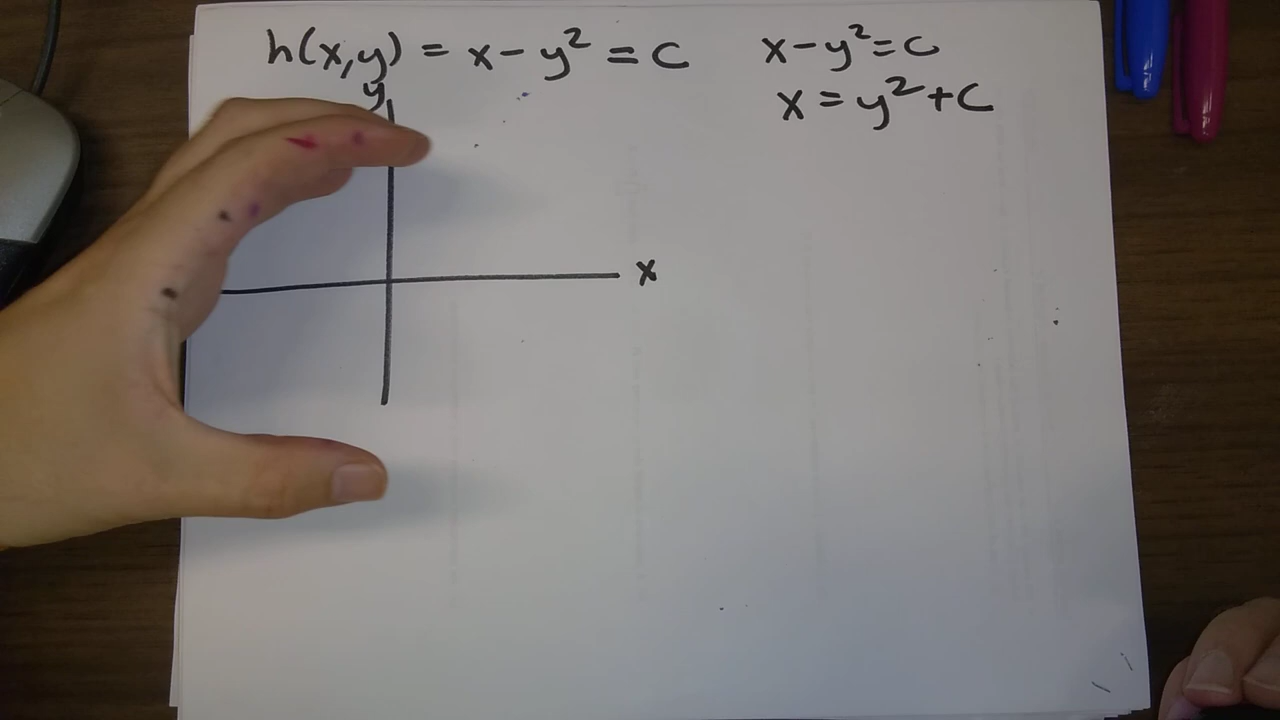 h(x,y) = x - y² = C
x - y² = C
x = y² + C
y
x